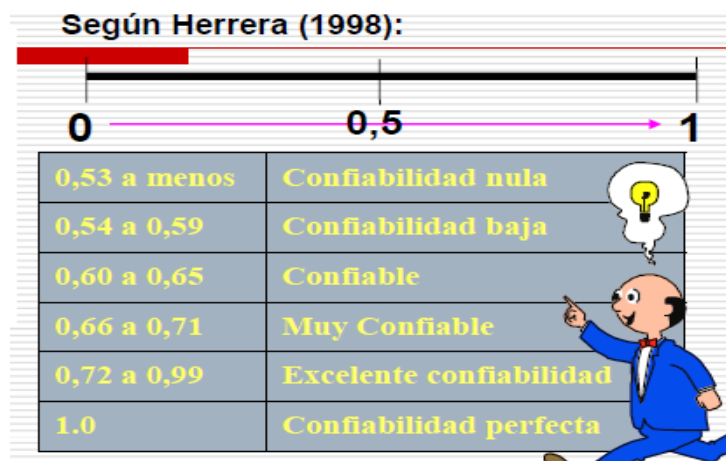 Según Herrera (1998):
0 0,5 1
0,53 a menos Confiabilidad nula
0,54 a 0,59 Confiabilidad baja
0,60 a 0,65 Confiable
0,66 a 0,71 Muy Confiable
0,72 a 0,99 Excelente confiabilidad
1.0 Confiabilidad perfecta